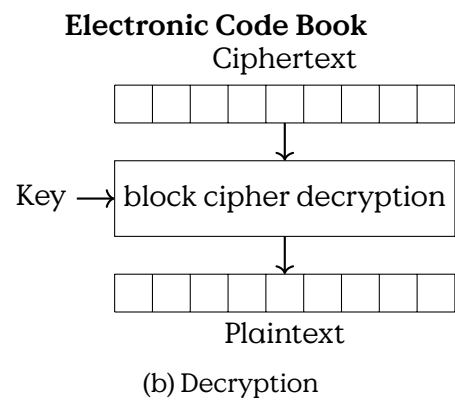 Electronic Code Book
Ciphertext
Key
block cipher decryption
Plaintext
(b) Decryption